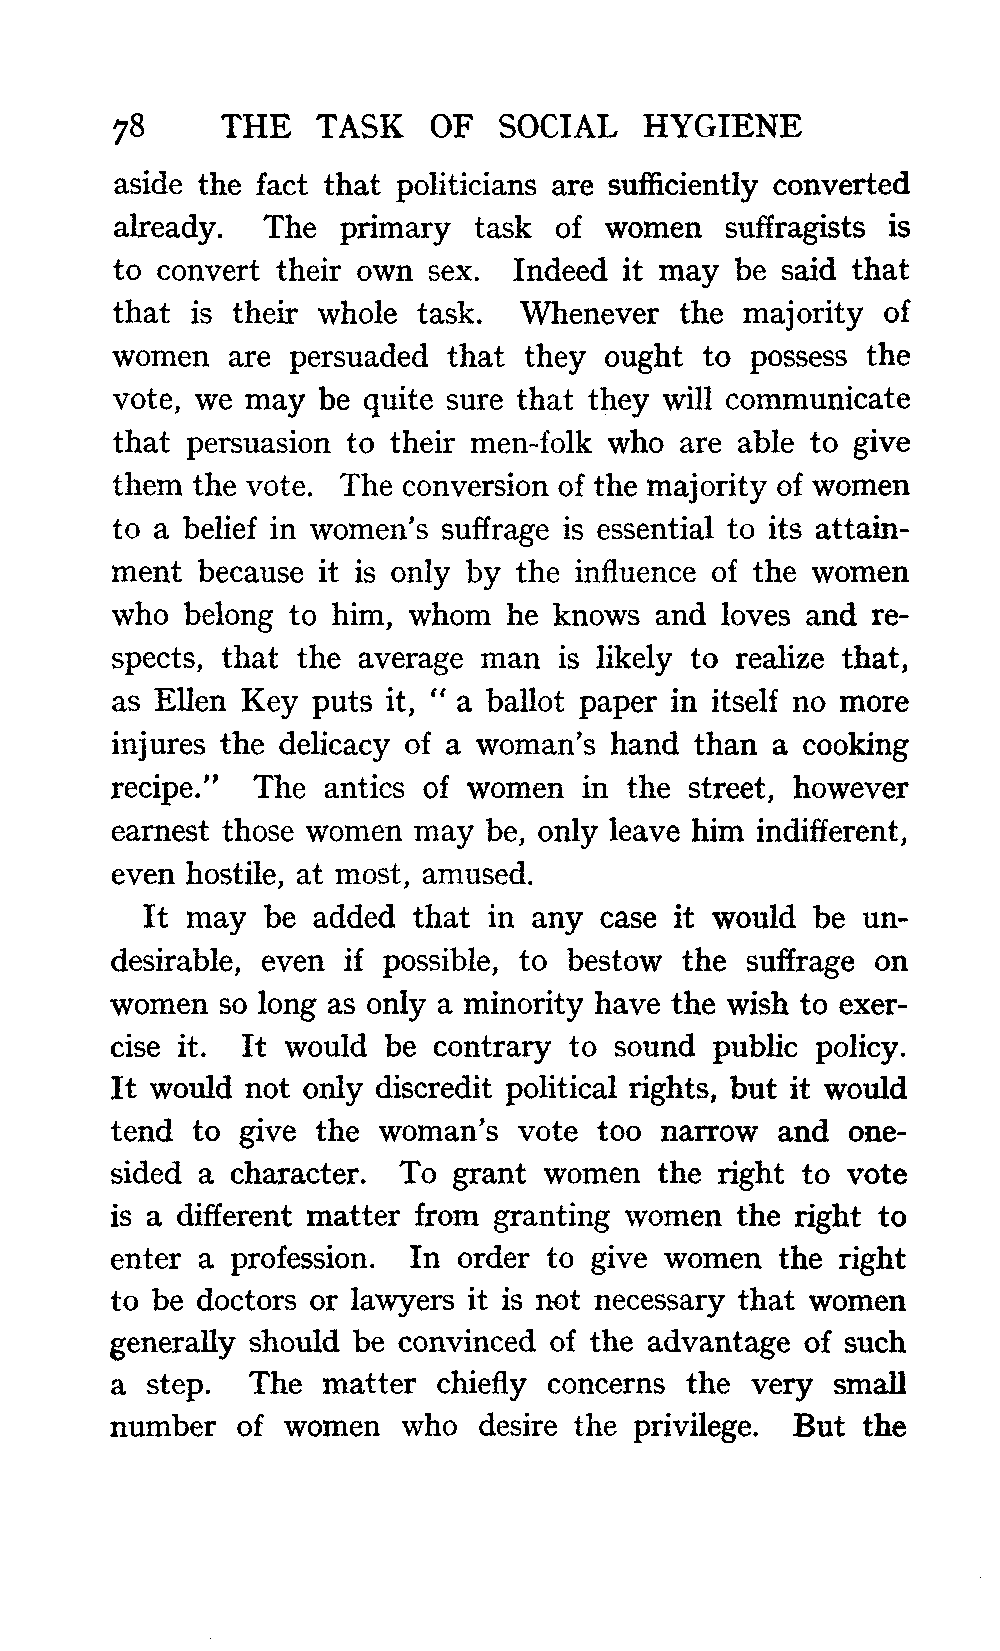 78 THE TASK OF SOCIAL HYGIENE
aside the fact that politicians are sufficiently converted
already. The primary task of women suffragists is
to convert their own sex. Indeed it may be said that
that is their whole task. Whenever the majority of
women are persuaded that they ought to possess the
vote, we may be quite sure that they will communicate
that persuasion to their men-folk who are able to give
them the vote. The conversion of the majority of women
to a belief in women's suffrage is essential to its attain-
ment because it is only by the influence of the women
who belong to him, whom he knows and loves and re-
spects, that the average man is likely to realize that,
as Ellen Key puts it, " a ballot paper in itself no more
injures the delicacy of a woman's hand than a cooking
recipe." The antics of women in the street, however
earnest those women may be, only leave him indifferent,
even hostile, at most, amused.
It may be added that in any case it would be un-
desirable, even if possible, to bestow the suffrage on
women so long as only a minority have the wish to exer-
cise it. It would be contrary to sound public policy.
It would not only discredit political rights, but it would
tend to give the woman's vote too narrow and one-
sided a character. To grant women the right to vote
is a different matter from granting women the right to
enter a profession. In order to give women the right
to be doctors or lawyers it is not necessary that women
generally should be convinced of the advantage of such
a step. The matter chiefly concerns the very small
number of women who desire the privilege. But the